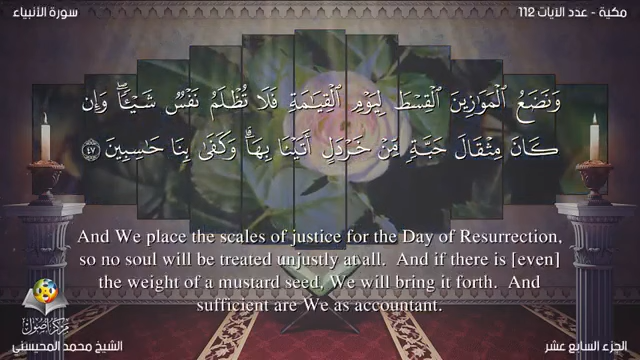 سورة الأنبياء
مكية - عدد الآيات 112
وَنَضَعُ ٱلْمَوَٰزِينَ ٱلْقِسْطَ لِيَوْمِ ٱلْقِيَـٰمَةِ فَلَا تُظْلَمُ نَفْسٌ شَيْـًٔا ۖ وَإِن
كَانَ مِثْقَالَ حَبَّةٍ مِّنْ خَرْدَلٍ أَتَيْنَا بِهَا ۗ وَكَفَىٰ بِنَا حَـٰسِبِينَ ٤٧
And We place the scales of justice for the Day of Resurrection,
so no soul will be treated unjustly at all. And if there is [even]
the weight of a mustard seed, We will bring it forth. And
sufficient are We as accountant.
مركز أصول
الشيخ محمد المحيسني
الجزء السابع عشر